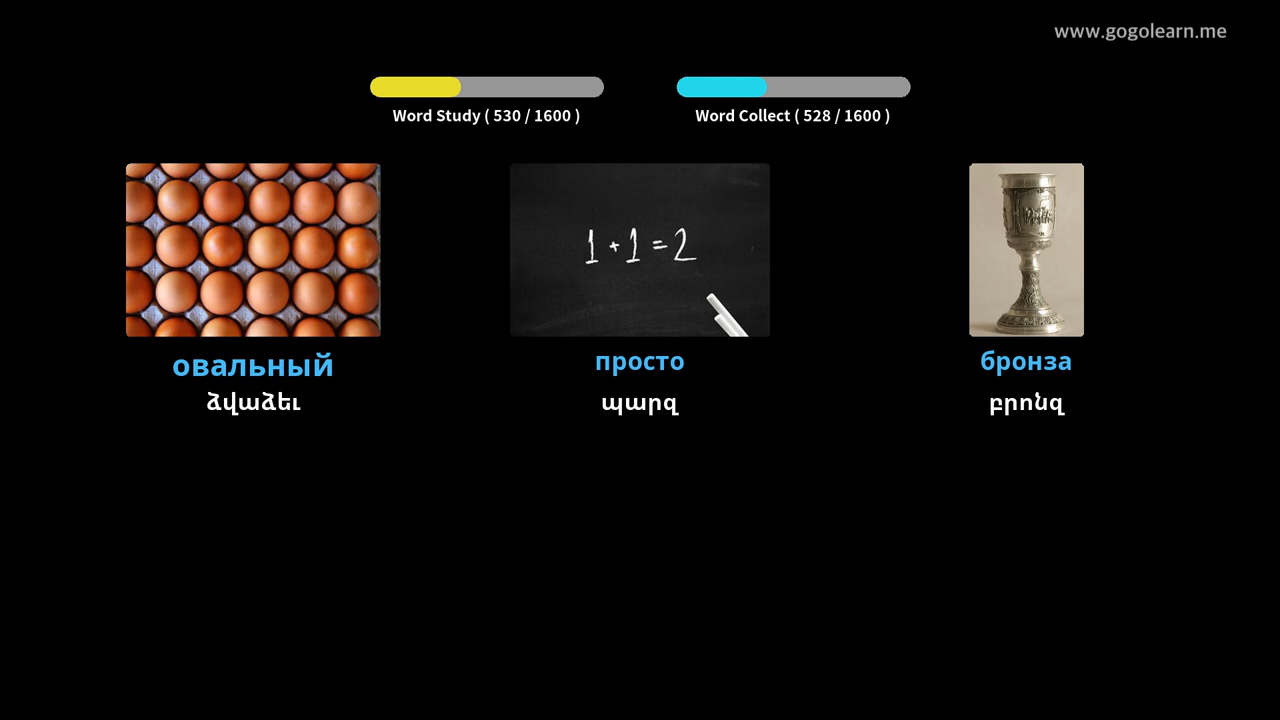 www.gogolearn.me
Word Study ( 530 / 1600 )
Word Collect ( 528 / 1600 )
1 + 1 = 2
овальный
просто
бронза
ձվաձեւ
պարզ
բրոնզ